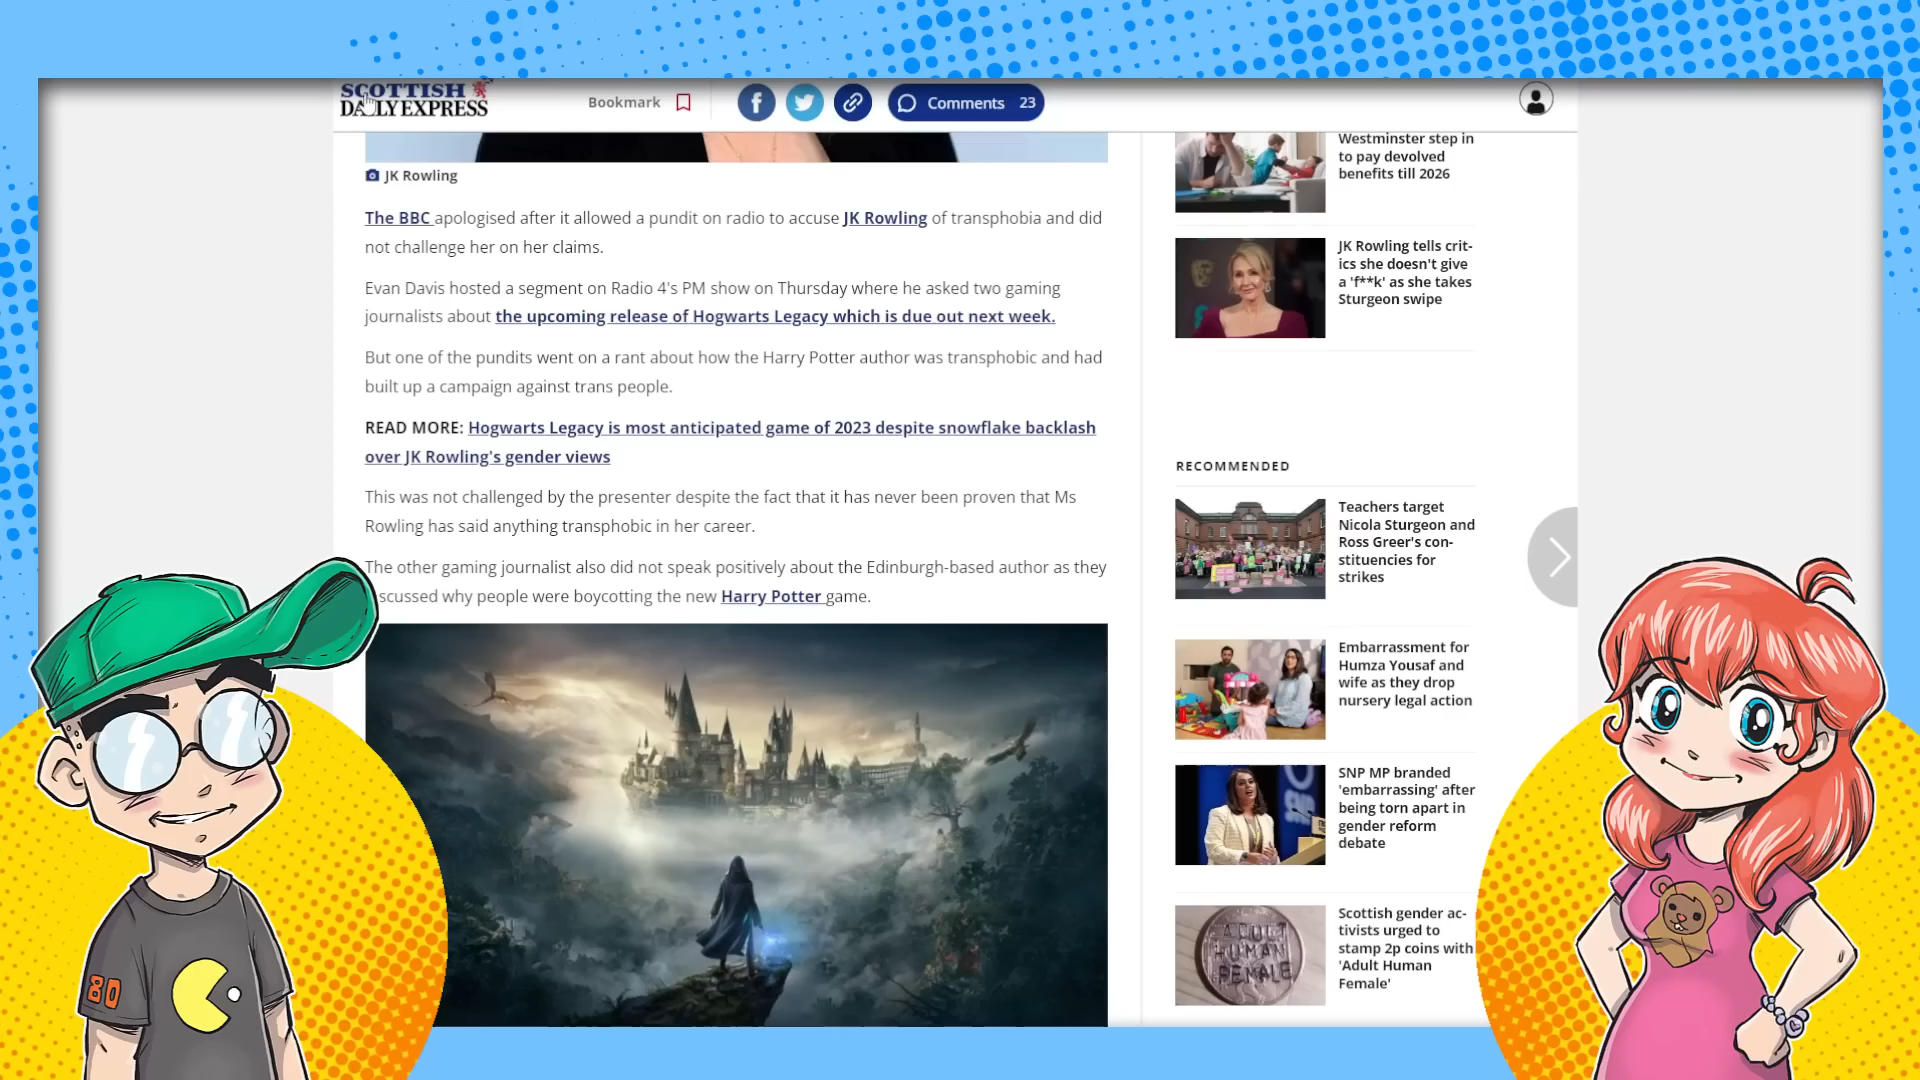 SCOTTISH
DAILY EXPRESS
Bookmark
Comments 23
JK Rowling
The BBC apologised after it allowed a pundit on radio to accuse JK Rowling of transphobia and did
not challenge her on her claims.
Evan Davis hosted a segment on Radio 4's PM show on Thursday where he asked two gaming
journalists about the upcoming release of Hogwarts Legacy which is due out next week.
But one of the pundits went on a rant about how the Harry Potter author was transphobic and had
built up a campaign against trans people.
READ MORE: Hogwarts Legacy is most anticipated game of 2023 despite snowflake backlash
over JK Rowling's gender views
This was not challenged by the presenter despite the fact that it has never been proven that Ms
Rowling has said anything transphobic in her career.
The other gaming journalist also did not speak positively about the Edinburgh-based author as they
scussed why people were boycotting the new Harry Potter game.
Westminster step in
to pay devolved
benefits till 2026
JK Rowling tells crit-
ics she doesn't give
a 'f**k' as she takes
Sturgeon swipe
RECOMMENDED
Teachers target
Nicola Sturgeon and
Ross Greer's con-
stituencies for
strikes
Embarrassment for
Humza Yousaf and
wife as they drop
nursery legal action
SNP MP branded
'embarrassing' after
being torn apart in
gender reform
debate
Scottish gender ac-
tivists urged to
stamp 2p coins with
'Adult Human
Female'
ADULT
HUMAN
FEMALE
80